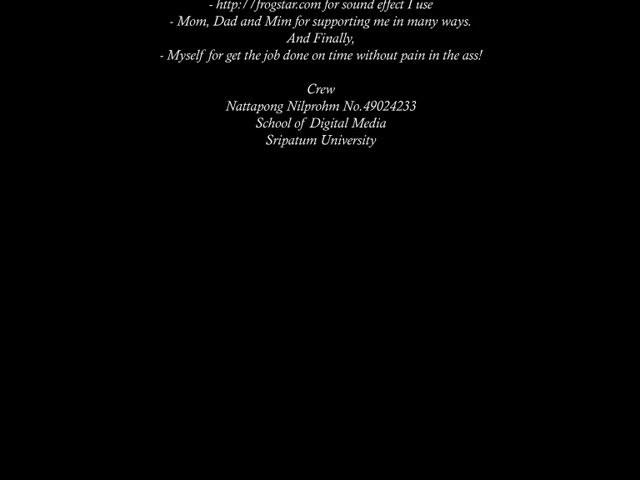 - http://frogstar.com for sound effect I use
- Mom, Dad and Mim for supporting me in many ways.
And Finally,
- Myself for get the job done on time without pain in the ass!
Crew
Nattapong Nilprohm No.49024233
School of Digital Media
Sripatum University